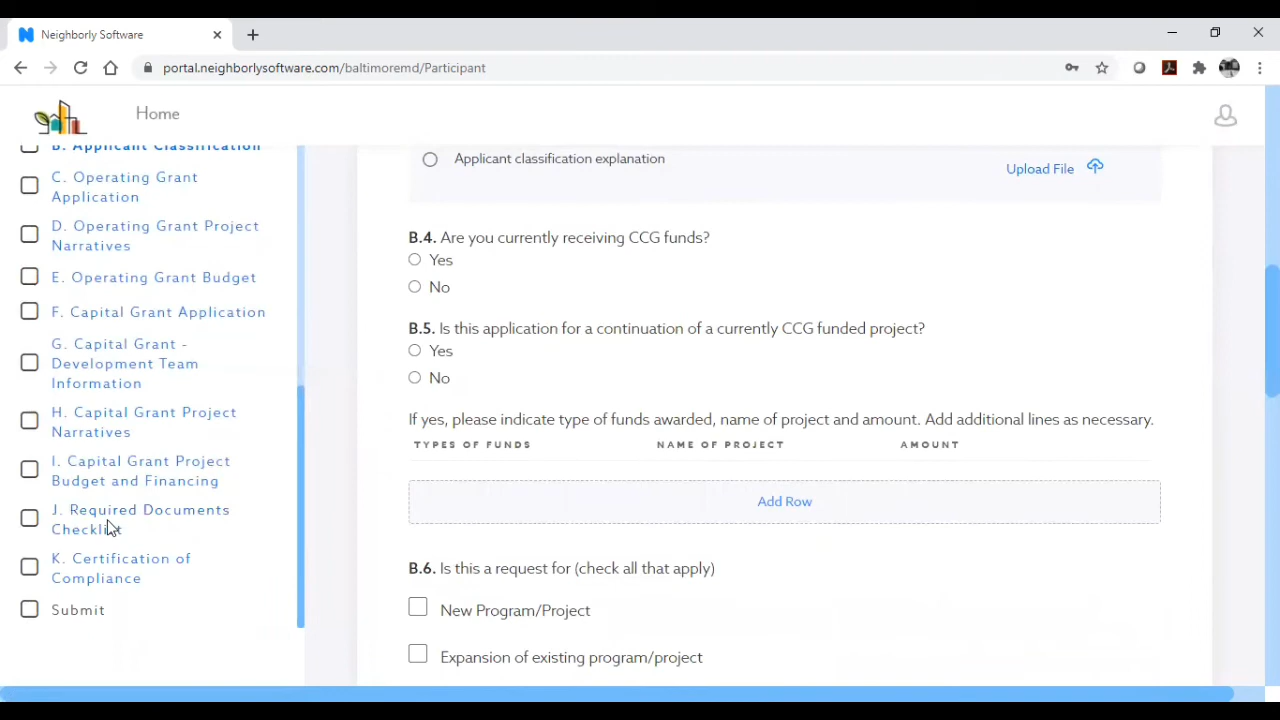 Neighborly Software
portal.neighborlysoftware.com/baltimoremd/Participant
Home
B. Applicant Classification
C. Operating Grant
Application
D. Operating Grant Project
Narratives
E. Operating Grant Budget
F. Capital Grant Application
G. Capital Grant -
Development Team
Information
H. Capital Grant Project
Narratives
I. Capital Grant Project
Budget and Financing
J. Required Documents
Checklist
K. Certification of
Compliance
Submit
Applicant classification explanation
Upload File
B.4. Are you currently receiving CCG funds?
Yes
No
B.5. Is this application for a continuation of a currently CCG funded project?
Yes
No
If yes, please indicate type of funds awarded, name of project and amount. Add additional lines as necessary.
TYPES OF FUNDS NAME OF PROJECT AMOUNT
Add Row
B.6. Is this a request for (check all that apply)
New Program/Project
Expansion of existing program/project